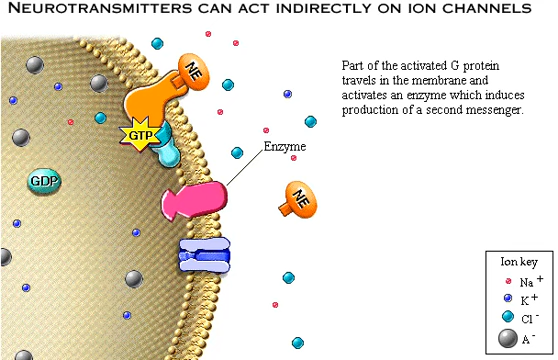 NEUROTRANSMITTERS CAN ACT INDIRECTLY ON ION CHANNELS
Part of the activated G protein
travels in the membrane and
activates an enzyme which induces
production of a second messenger.
NE
GTP
Enzyme
GDP
NE
Ion key
Na +
K +
Cl -
A -